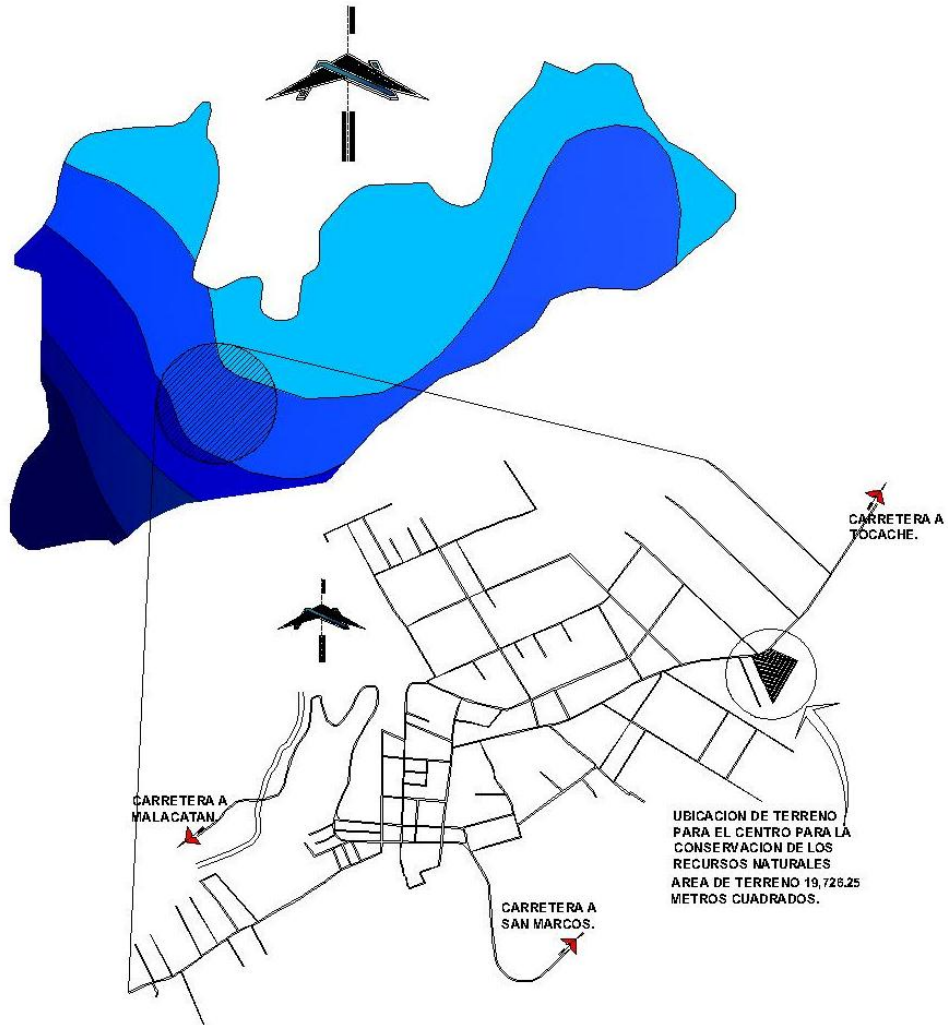 CARRETERA A
TOCACHE.
CARRETERA A
MALACATAN.
UBICACION DE TERRENO
PARA EL CENTRO PARA LA
CONSERVACION DE LOS
RECURSOS NATURALES
AREA DE TERRENO 19,726.25
METROS CUADRADOS.
CARRETERA A
SAN MARCOS.